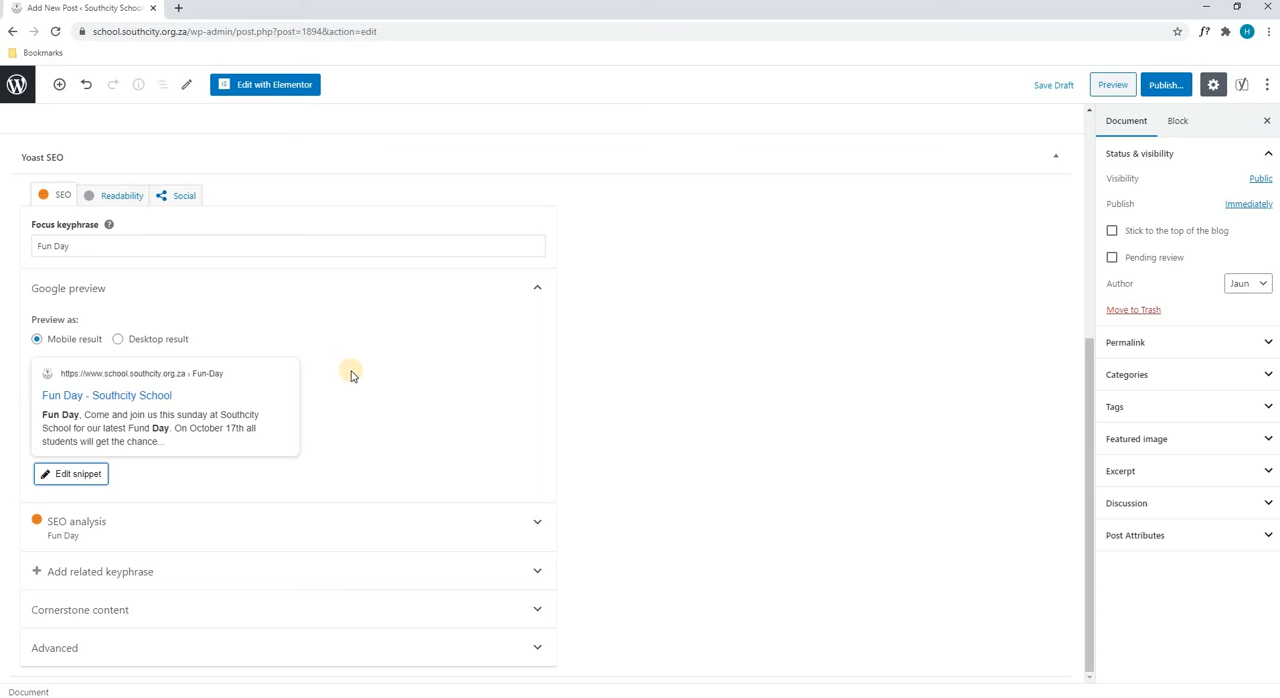 Add New Post ‹ Southcity School
school.southcity.org.za/wp-admin/post.php?post=1894&action=edit
f?
H
Bookmarks
Edit with Elementor
Save Draft
Preview
Publish...
Document
Block
Yoast SEO
Status & visibility
SEO
Readability
Social
Visibility
Public
Publish
Immediately
Focus keyphrase
Fun Day
Stick to the top of the blog
Pending review
Author
Jaun
Google preview
Move to Trash
Preview as:
Mobile result
Desktop result
Permalink
https://www.school.southcity.org.za › Fun-Day
Categories
Fun Day - Southcity School
Fun Day, Come and join us this sunday at Southcity
School for our latest Fund Day. On October 17th all
students will get the chance...
Tags
Featured image
Edit snippet
Excerpt
Discussion
SEO analysis
Fun Day
Post Attributes
Add related keyphrase
Cornerstone content
Advanced
Document